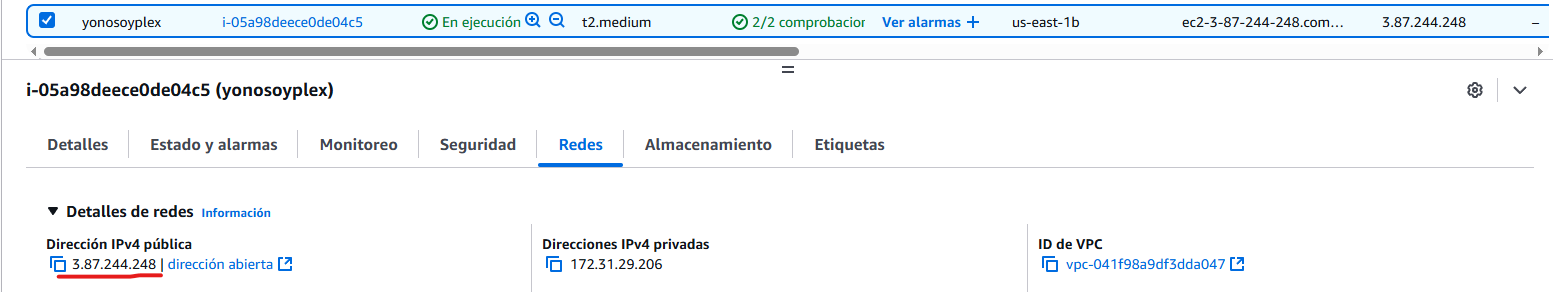 yonosoyplex i-05a98deece0de04c5 En ejecución t2.medium 2/2 comprobacior Ver alarmas + us-east-1b ec2-3-87-244-248.com… 3.87.244.248 –
i-05a98deece0de04c5 (yonosoyplex)
Detalles Estado y alarmas Monitoreo Seguridad Redes Almacenamiento Etiquetas
Detalles de redes Información
Dirección IPv4 pública Direcciones IPv4 privadas ID de VPC
3.87.244.248 | dirección abierta 172.31.29.206 vpc-041f98a9df3dda047